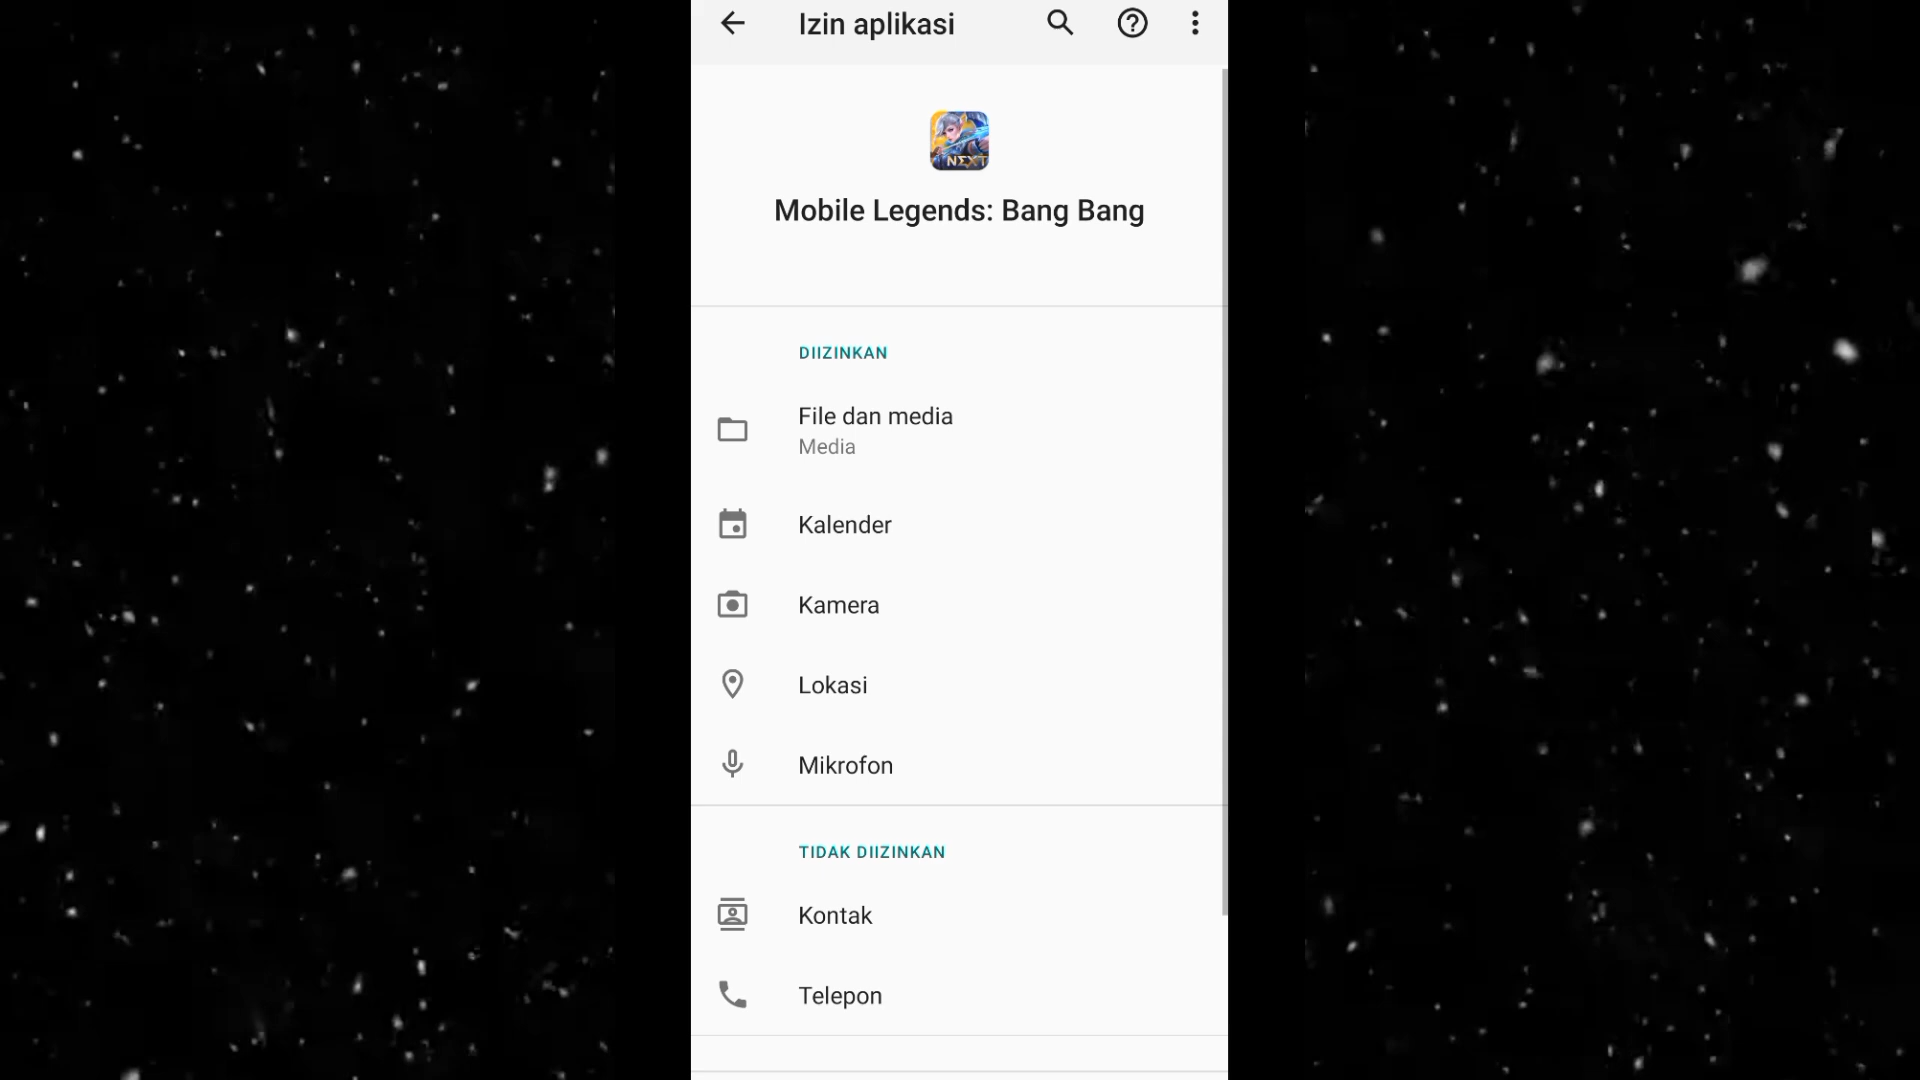 Izin aplikasi
NEXT
Mobile Legends: Bang Bang
DIIZINKAN
File dan media
Media
Kalender
Kamera
Lokasi
Mikrofon
TIDAK DIIZINKAN
Kontak
Telepon